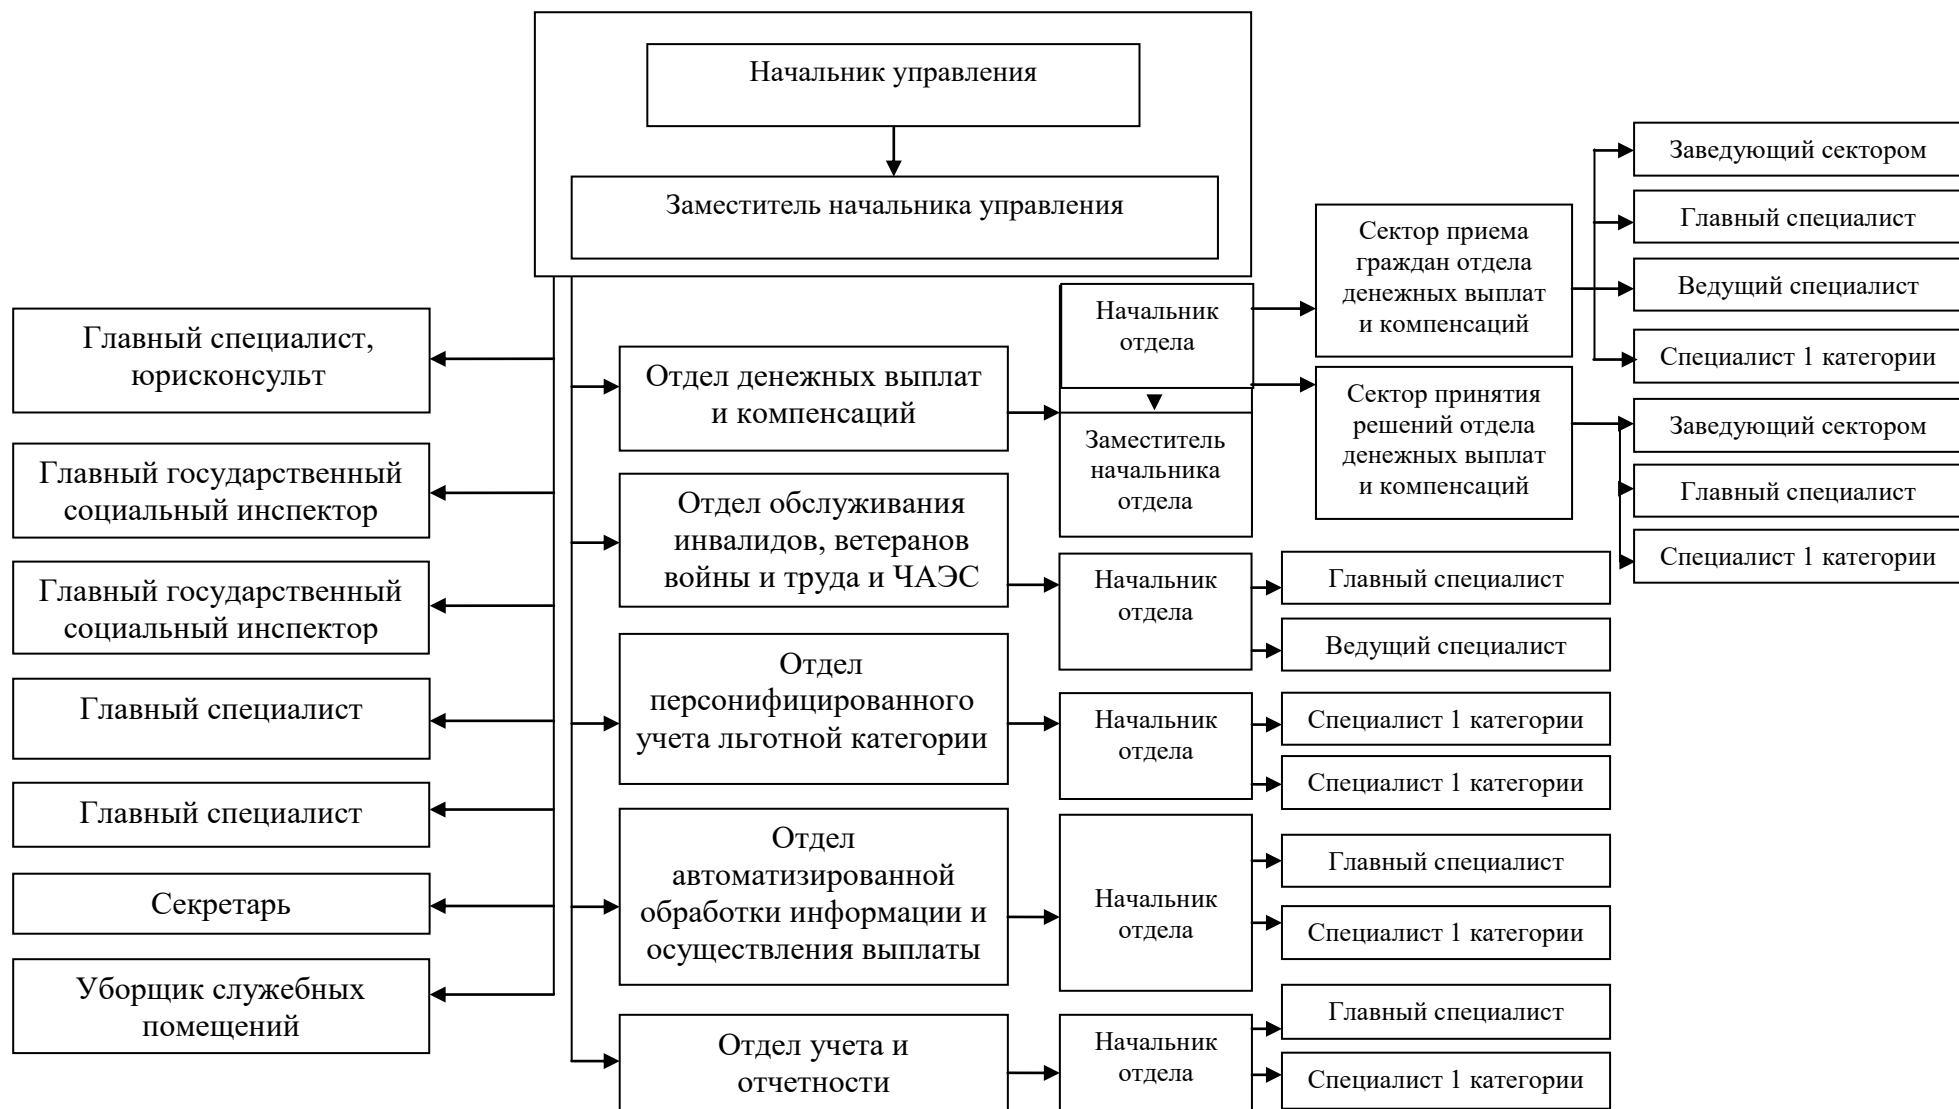 Начальник управления
Заместитель начальника управления
Главный специалист,
юрисконсульт
Главный государственный
социальный инспектор
Главный государственный
социальный инспектор
Главный специалист
Главный специалист
Секретарь
Уборщик служебных
помещений
Отдел денежных выплат
и компенсаций
Отдел обслуживания
инвалидов, ветеранов
войны и труда и ЧАЭС
Отдел
персонифицированного
учета льготной категории
Отдел
автоматизированной
обработки информации и
осуществления выплаты
Отдел учета и
отчетности
Начальник
отдела
Заместитель
начальника
отдела
Начальник
отдела
Начальник
отдела
Начальник
отдела
Начальник
отдела
Сектор приема
граждан отдела
денежных выплат
и компенсаций
Сектор принятия
решений отдела
денежных выплат
и компенсаций
Главный специалист
Ведущий специалист
Специалист 1 категории
Специалист 1 категории
Главный специалист
Специалист 1 категории
Главный специалист
Специалист 1 категории
Заведующий сектором
Главный специалист
Ведущий специалист
Специалист 1 категории
Заведующий сектором
Главный специалист
Специалист 1 категории